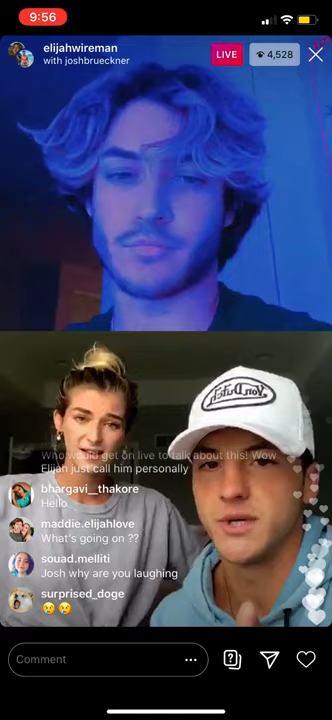 9:56
elijahwireman
with joshbrueckner
LIVE
4,528
Von Dutch
Who would get on live to talk about this! Wow
Elijah just call him personally
bhargavi__thakore
Hello
maddie.elijahlove
What's going on ??
souad.melliti
Josh why are you laughing
surprised_doge
😢😢
Comment